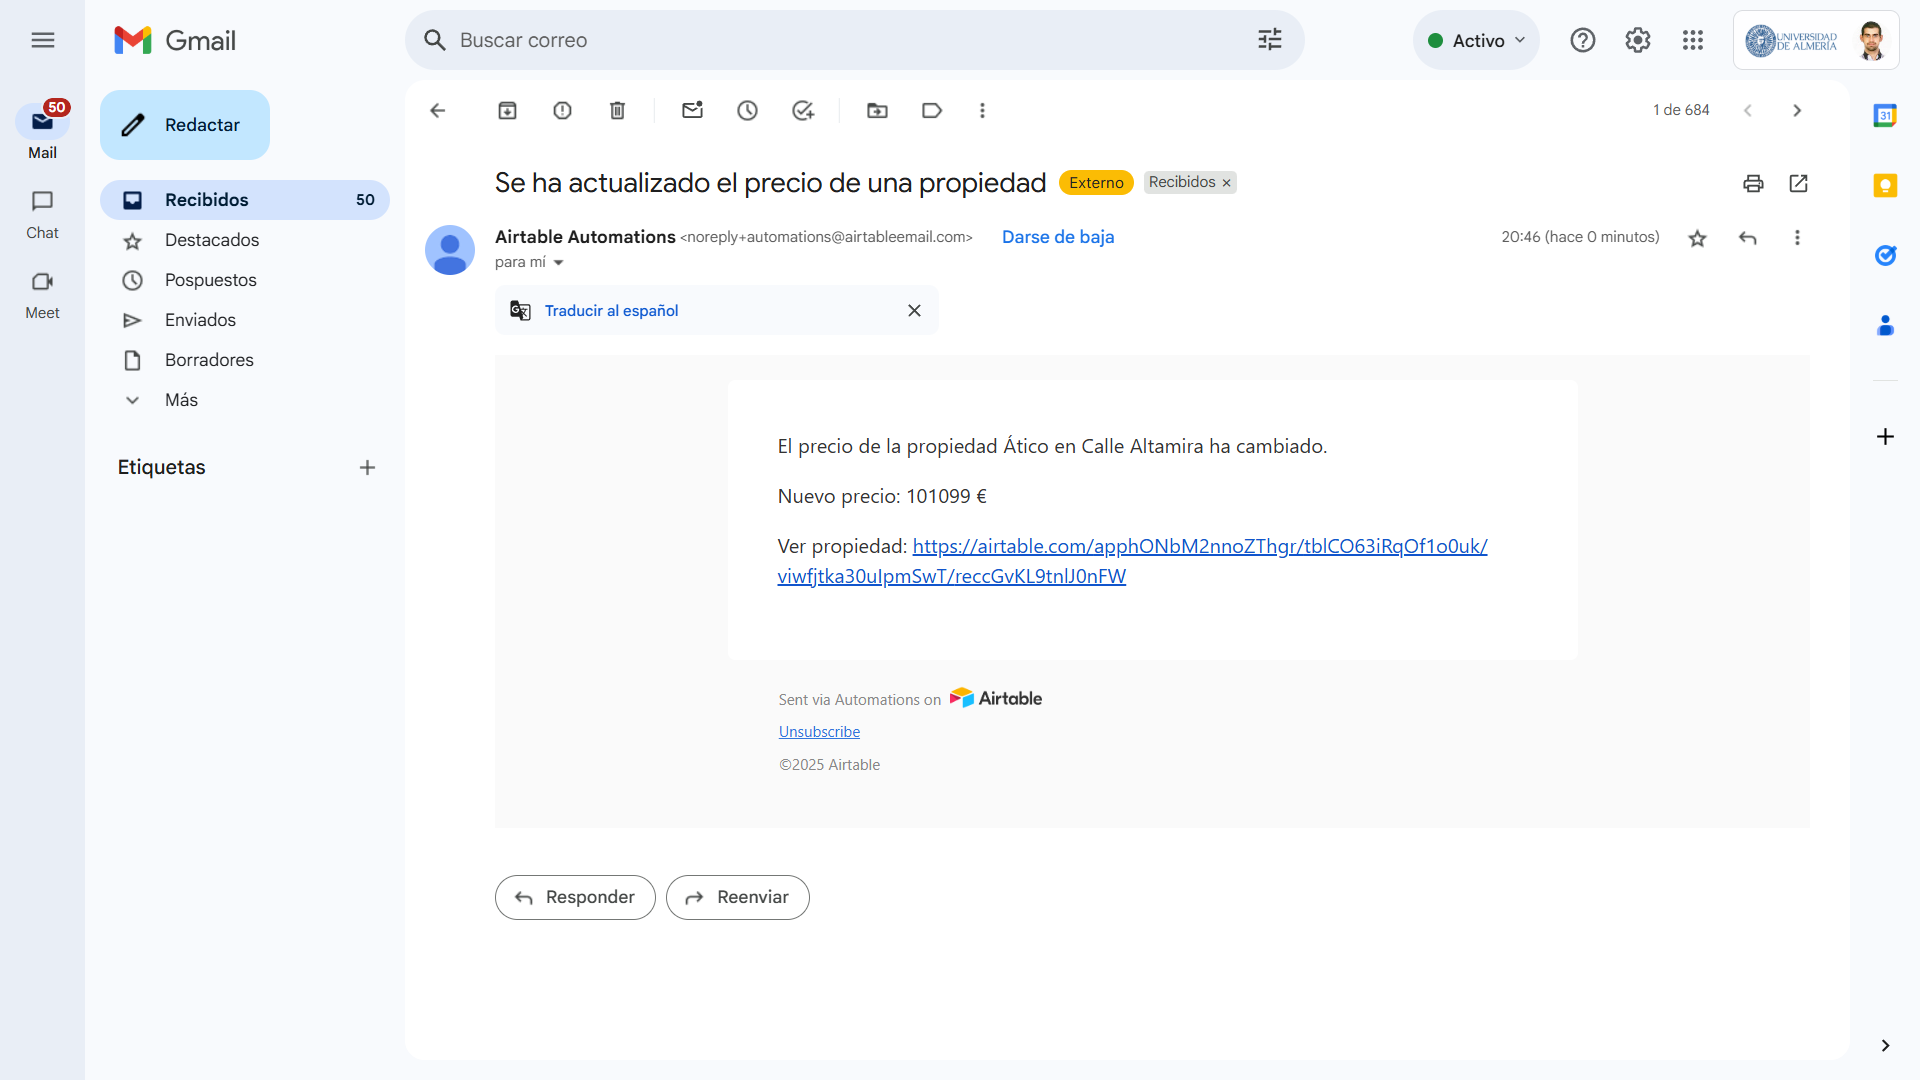 Gmail
Buscar correo
Activo
UNIVERSIDAD
DE ALMERÍA
50
Mail
Chat
Meet
Redactar
Recibidos 50
Destacados
Pospuestos
Enviados
Borradores
Más
Etiquetas
1 de 684
31
Se ha actualizado el precio de una propiedad Externo Recibidos ×
Airtable Automations <noreply+automations@airtableemail.com> Darse de baja 20:46 (hace 0 minutos)
para mí
Traducir al español
El precio de la propiedad Ático en Calle Altamira ha cambiado.
Nuevo precio: 101099 €
Ver propiedad: https://airtable.com/apphONbM2nnoZThgr/tblCO63iRqOf1o0uk/
viwfjtka30uIpmSwT/reccGvKL9tnlJ0nFW
Sent via Automations on Airtable
Unsubscribe
©2025 Airtable
Responder
Reenviar